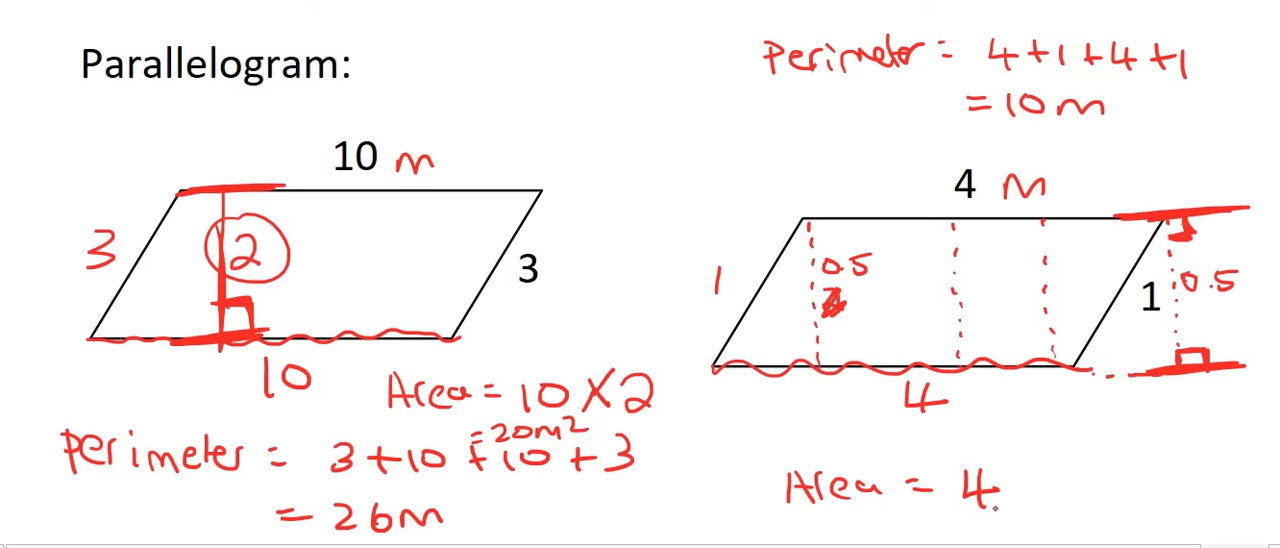 Parallelogram:
10 m
3
2
3
10
Area = 10 × 2
= 20m²
Perimeter = 3 + 10 + 10 + 3
= 26m
Perimeter = 4 + 1 + 4 + 1
= 10m
4 m
1
0.5
1
0.5
4
Area = 4